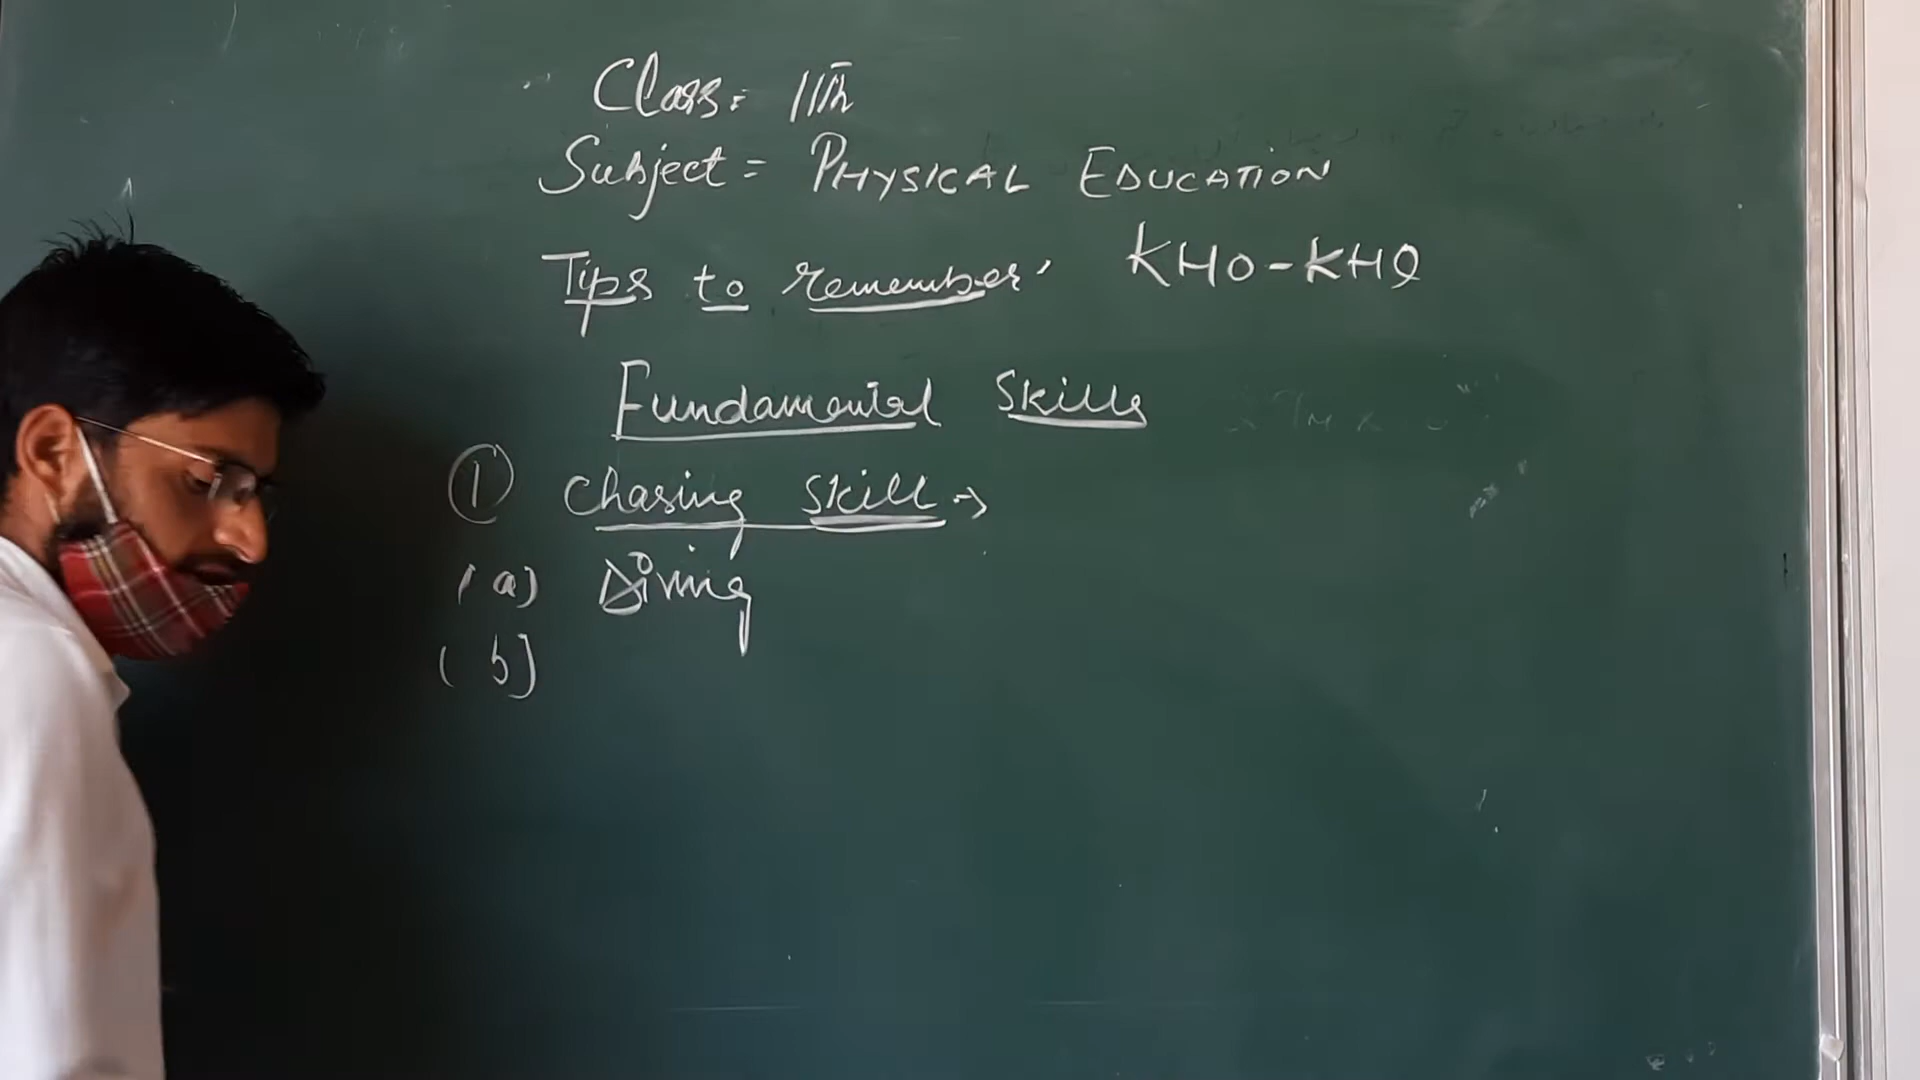 Class: 11th
Subject = PHYSICAL EDUCATION
Tips to remember' KHO-KHO
Fundamental Skills
① Chasing Skill →
(a) Diving
(b)